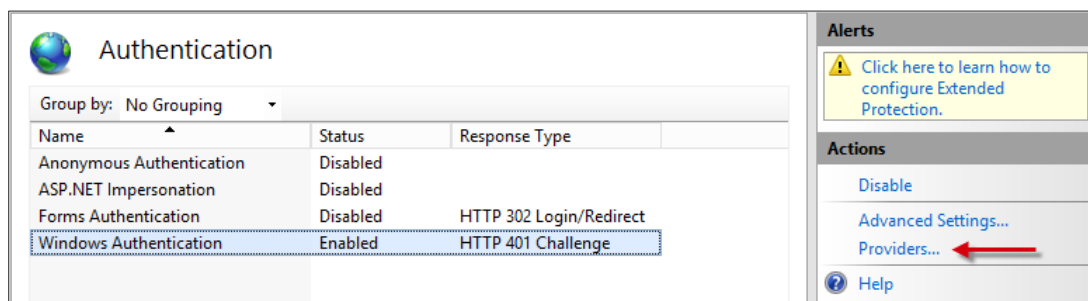 Authentication
Group by: No Grouping
Name Status Response Type
Anonymous Authentication Disabled
ASP.NET Impersonation Disabled
Forms Authentication Disabled HTTP 302 Login/Redirect
Windows Authentication Enabled HTTP 401 Challenge
Alerts
Click here to learn how to
configure Extended
Protection.
Actions
Disable
Advanced Settings...
Providers...
Help